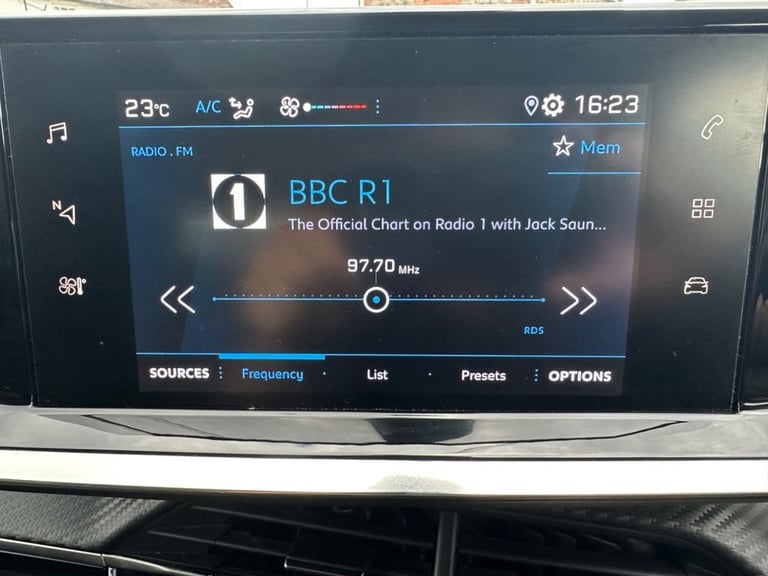 23°C A/C 16:23
RADIO . FM
Mem
1
BBC R1
The Official Chart on Radio 1 with Jack Saun...
97.70 MHz
RDS
SOURCES Frequency List Presets OPTIONS
N